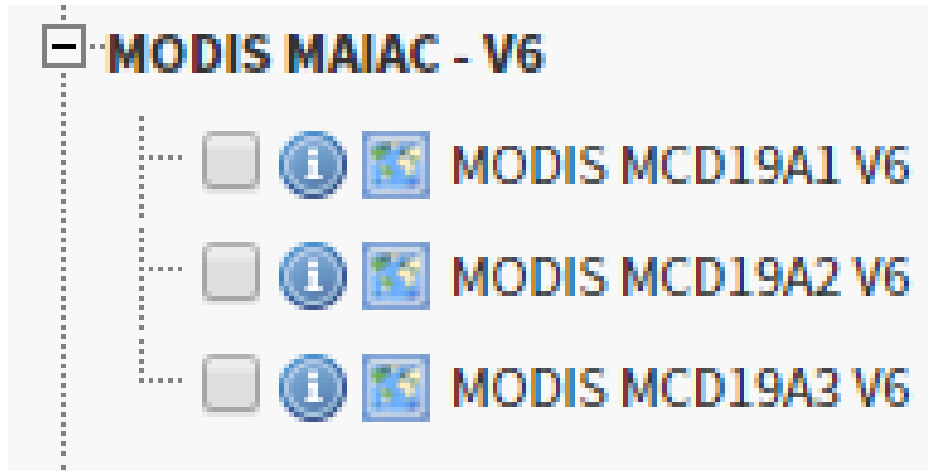 MODIS MAIAC - V6
MODIS MCD19A1 V6
MODIS MCD19A2 V6
MODIS MCD19A3 V6